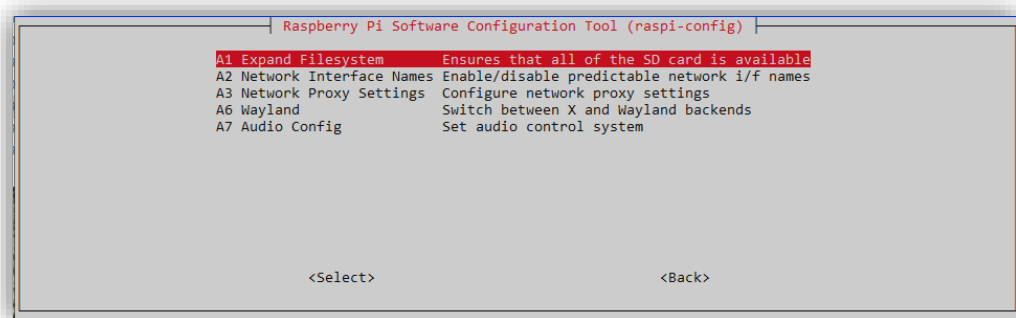 Raspberry Pi Software Configuration Tool (raspi-config)
A1 Expand Filesystem Ensures that all of the SD card is available
A2 Network Interface Names Enable/disable predictable network i/f names
A3 Network Proxy Settings Configure network proxy settings
A6 Wayland Switch between X and Wayland backends
A7 Audio Config Set audio control system
<Select> <Back>